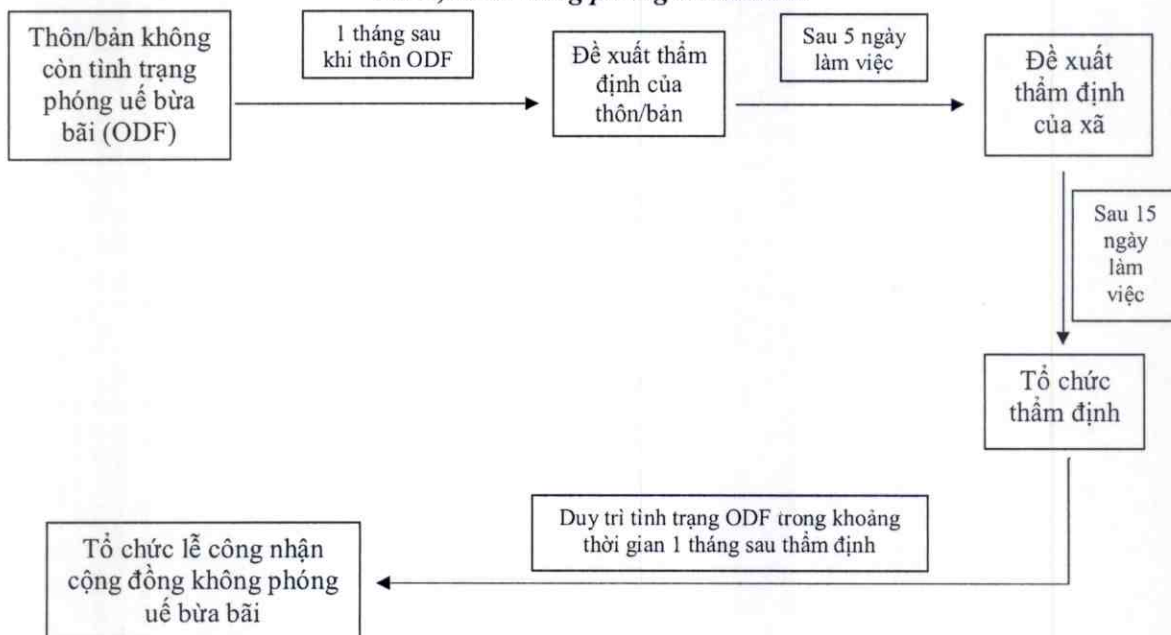 Thôn/bản không
còn tình trạng
phóng uế bừa
bãi (ODF)
1 tháng sau
khi thôn ODF
Đề xuất thẩm
định của
thôn/bản
Sau 5 ngày
làm việc
Đề xuất
thẩm định
của xã
Sau 15
ngày
làm
việc
Tổ chức
thẩm định
Duy trì tình trạng ODF trong khoảng
thời gian 1 tháng sau thẩm định
Tổ chức lễ công nhận
cộng đồng không phóng
uế bừa bãi